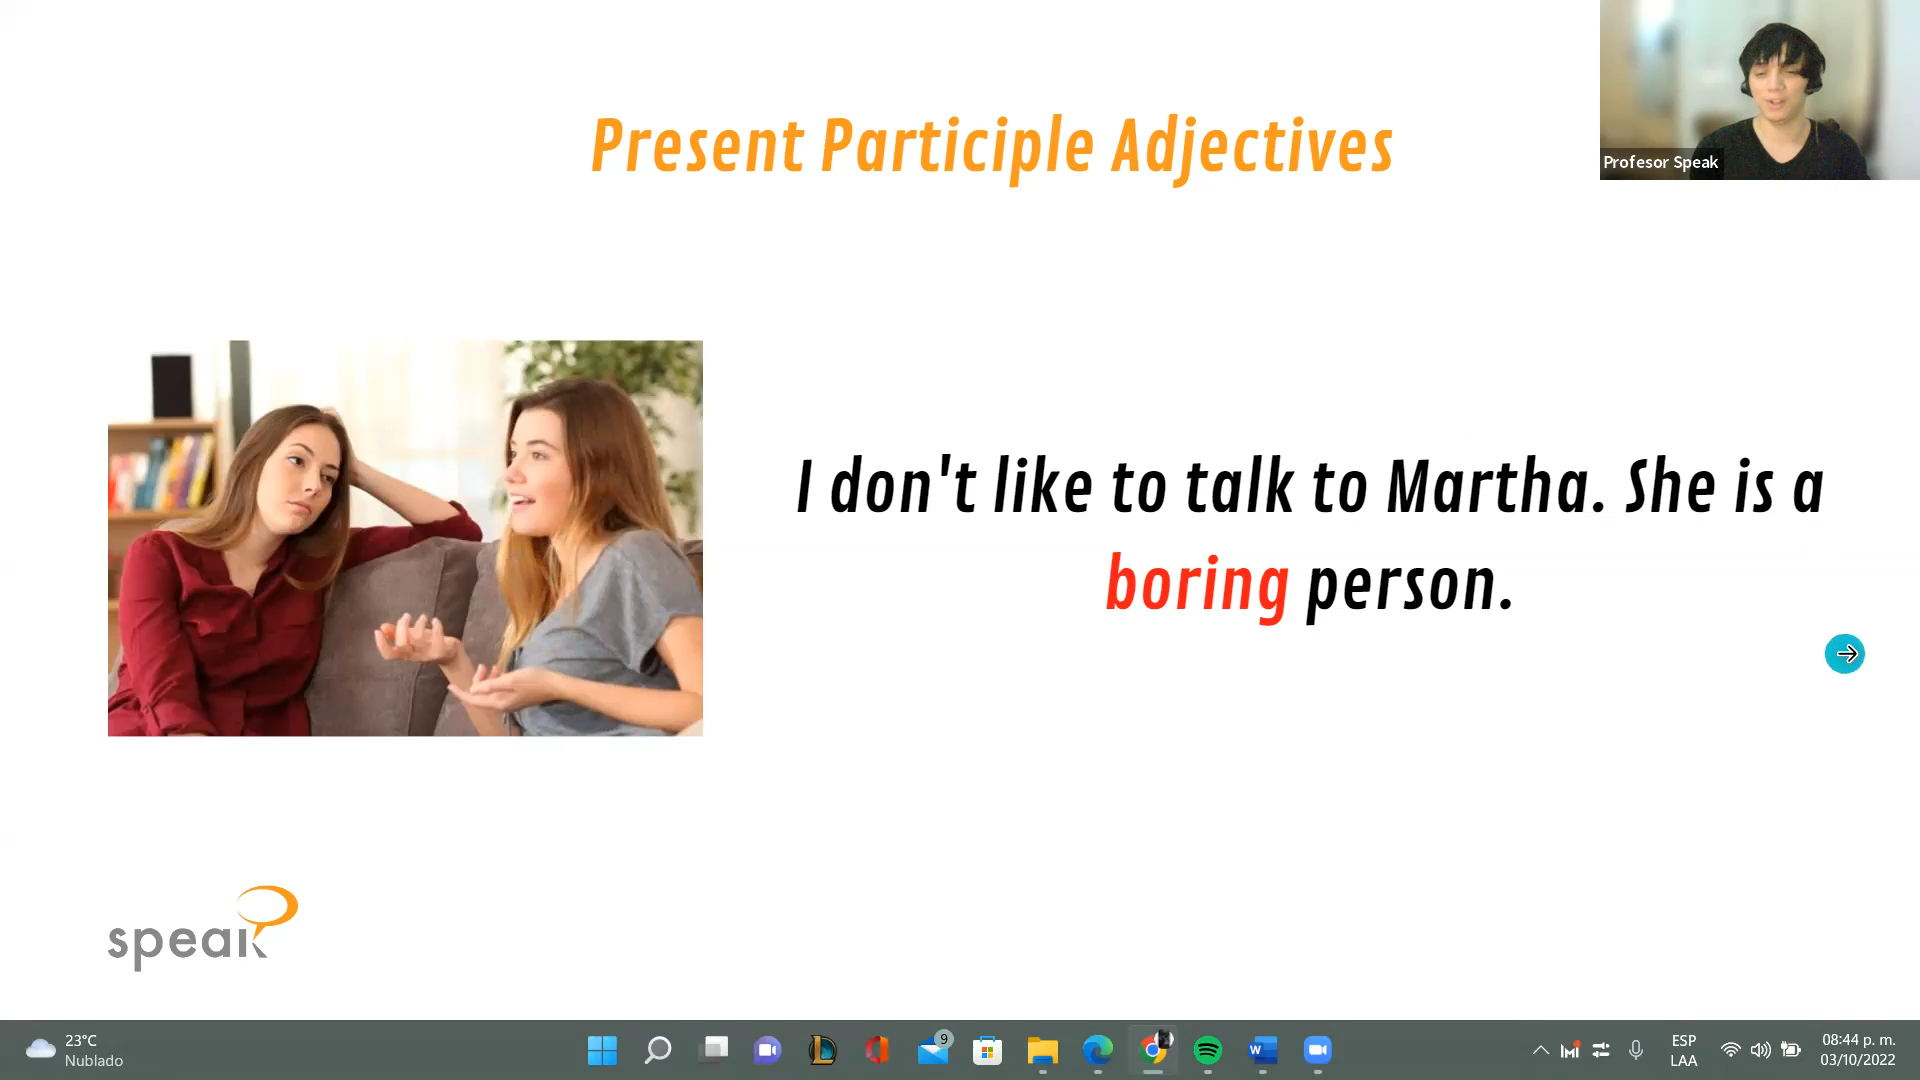 Present Participle Adjectives
Profesor Speak
I don't like to talk to Martha. She is a
boring person.
speak
23°C
Nublado
9
W
ESP
LAA
08:44 p. m.
03/10/2022